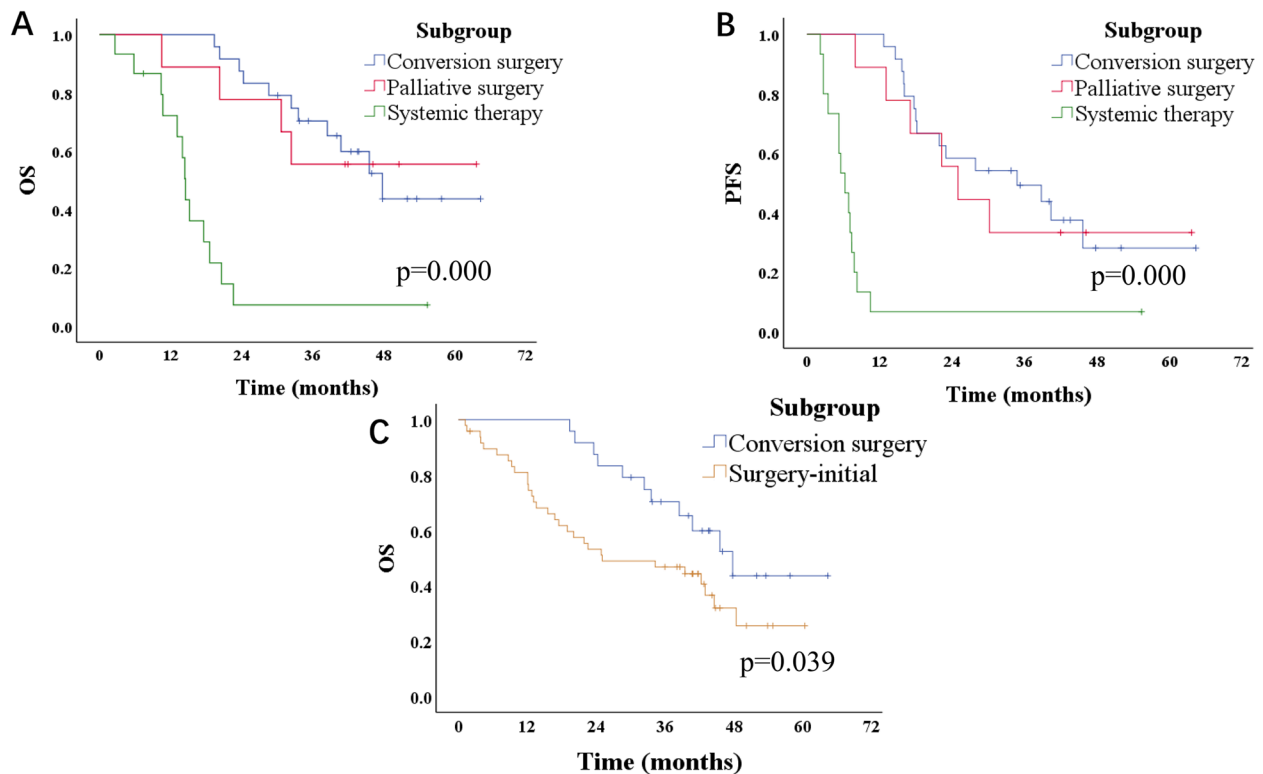 A
Subgroup
Conversion surgery
Palliative surgery
Systemic therapy
1.0
0.8
0.6
0.4
0.2
0.0
OS
p=0.000
0 12 24 36 48 60 72
Time (months)
B
Subgroup
Conversion surgery
Palliative surgery
Systemic therapy
1.0
0.8
0.6
0.4
0.2
0.0
PFS
p=0.000
0 12 24 36 48 60 72
Time (months)
C
Subgroup
Conversion surgery
Surgery-initial
1.0
0.8
0.6
0.4
0.2
0.0
OS
p=0.039
0 12 24 36 48 60 72
Time (months)